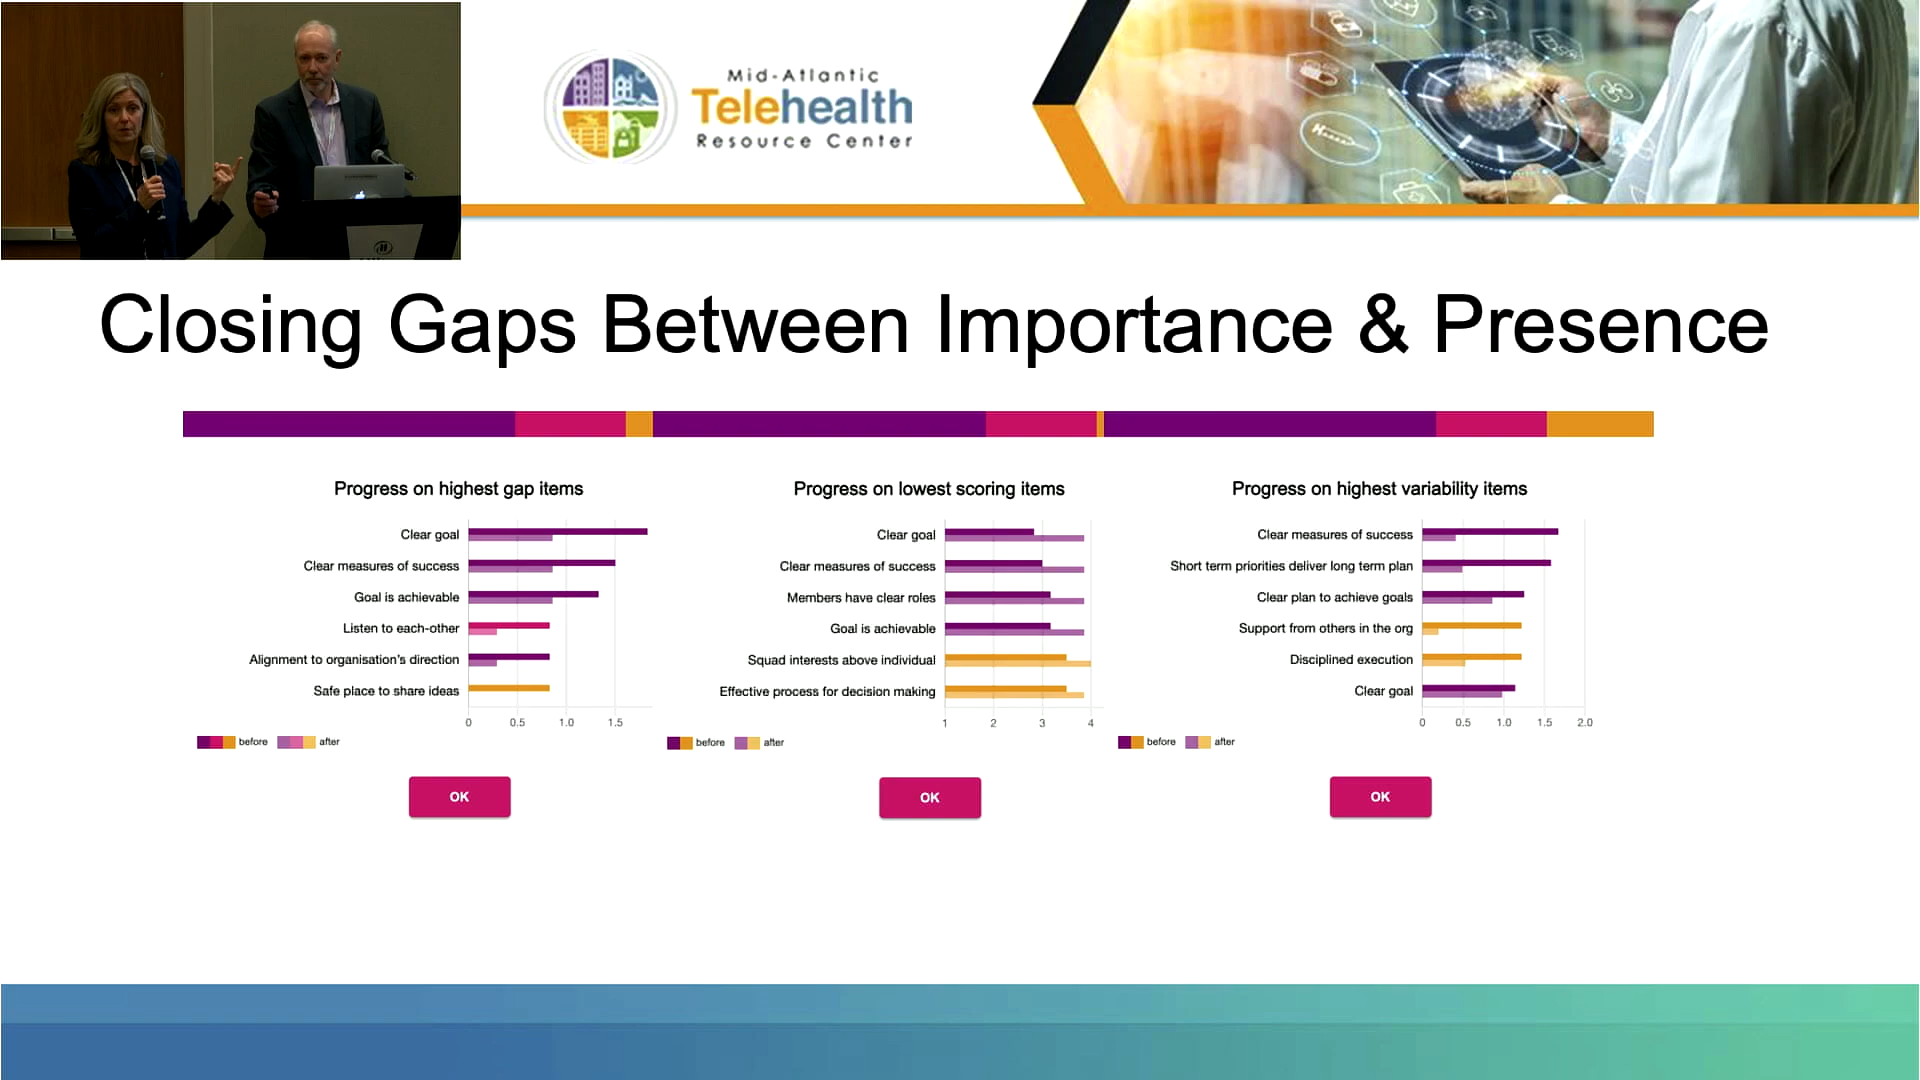 Mid-Atlantic
Telehealth
Resource Center
Closing Gaps Between Importance & Presence
Progress on highest gap items
Clear goal
Clear measures of success
Goal is achievable
Listen to each-other
Alignment to organisation's direction
Safe place to share ideas
0 0.5 1.0 1.5
before after
OK
Progress on lowest scoring items
Clear goal
Clear measures of success
Members have clear roles
Goal is achievable
Squad interests above individual
Effective process for decision making
1 2 3 4
before after
OK
Progress on highest variability items
Clear measures of success
Short term priorities deliver long term plan
Clear plan to achieve goals
Support from others in the org
Disciplined execution
Clear goal
0 0.5 1.0 1.5 2.0
before after
OK